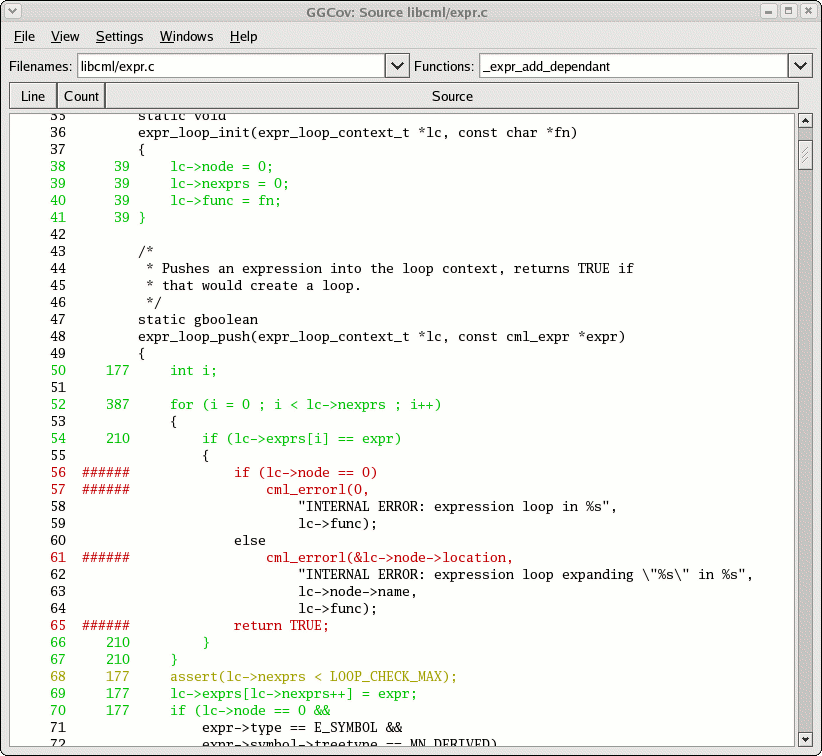 GGCov: Source libcml/expr.c
File View Settings Windows Help
Filenames: libcml/expr.c Functions: _expr_add_dependant
Line Count Source
35 static void
36 expr_loop_init(expr_loop_context_t *lc, const char *fn)
37 {
38 39 lc->node = 0;
39 39 lc->nexprs = 0;
40 39 lc->func = fn;
41 39 }
42
43 /*
44 * Pushes an expression into the loop context, returns TRUE if
45 * that would create a loop.
46 */
47 static gboolean
48 expr_loop_push(expr_loop_context_t *lc, const cml_expr *expr)
49 {
50 177 int i;
51
52 387 for (i = 0 ; i < lc->nexprs ; i++)
53 {
54 210 if (lc->exprs[i] == expr)
55 {
56 ###### if (lc->node == 0)
57 ###### cml_errorl(0,
58 "INTERNAL ERROR: expression loop in %s",
59 lc->func);
60 else
61 ###### cml_errorl(&lc->node->location,
62 "INTERNAL ERROR: expression loop expanding \"%s\" in %s",
63 lc->node->name,
64 lc->func);
65 ###### return TRUE;
66 210 }
67 210 }
68 177 assert(lc->nexprs < LOOP_CHECK_MAX);
69 177 lc->exprs[lc->nexprs++] = expr;
70 177 if (lc->node == 0 &&
71 expr->type == E_SYMBOL &&
72 expr->symbol->treetype == MN_DERIVED)